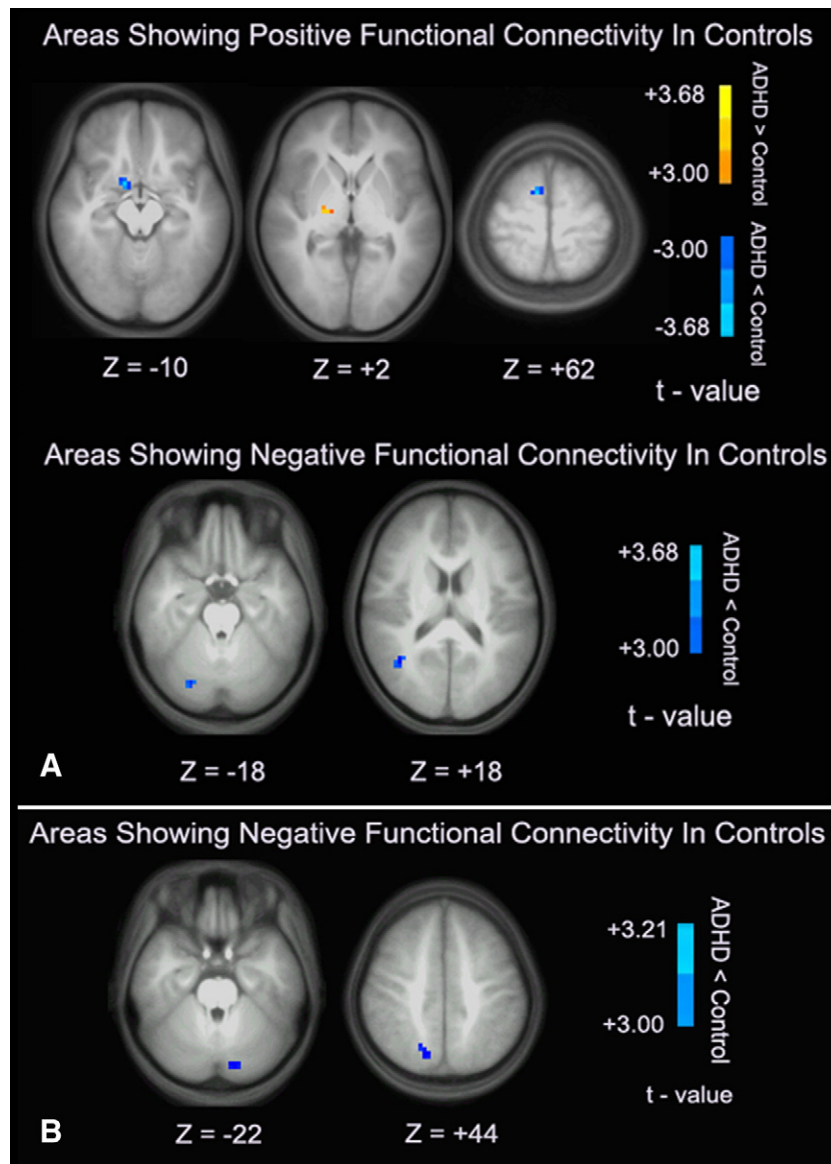 Areas Showing Positive Functional Connectivity In Controls
+3.68
+3.00
ADHD > Control
-3.00
-3.68
ADHD < Control
t - value
Z = -10
Z = +2
Z = +62
Areas Showing Negative Functional Connectivity In Controls
+3.68
+3.00
ADHD < Control
t - value
A
Z = -18
Z = +18
Areas Showing Negative Functional Connectivity In Controls
+3.21
+3.00
ADHD < Control
t - value
B
Z = -22
Z = +44